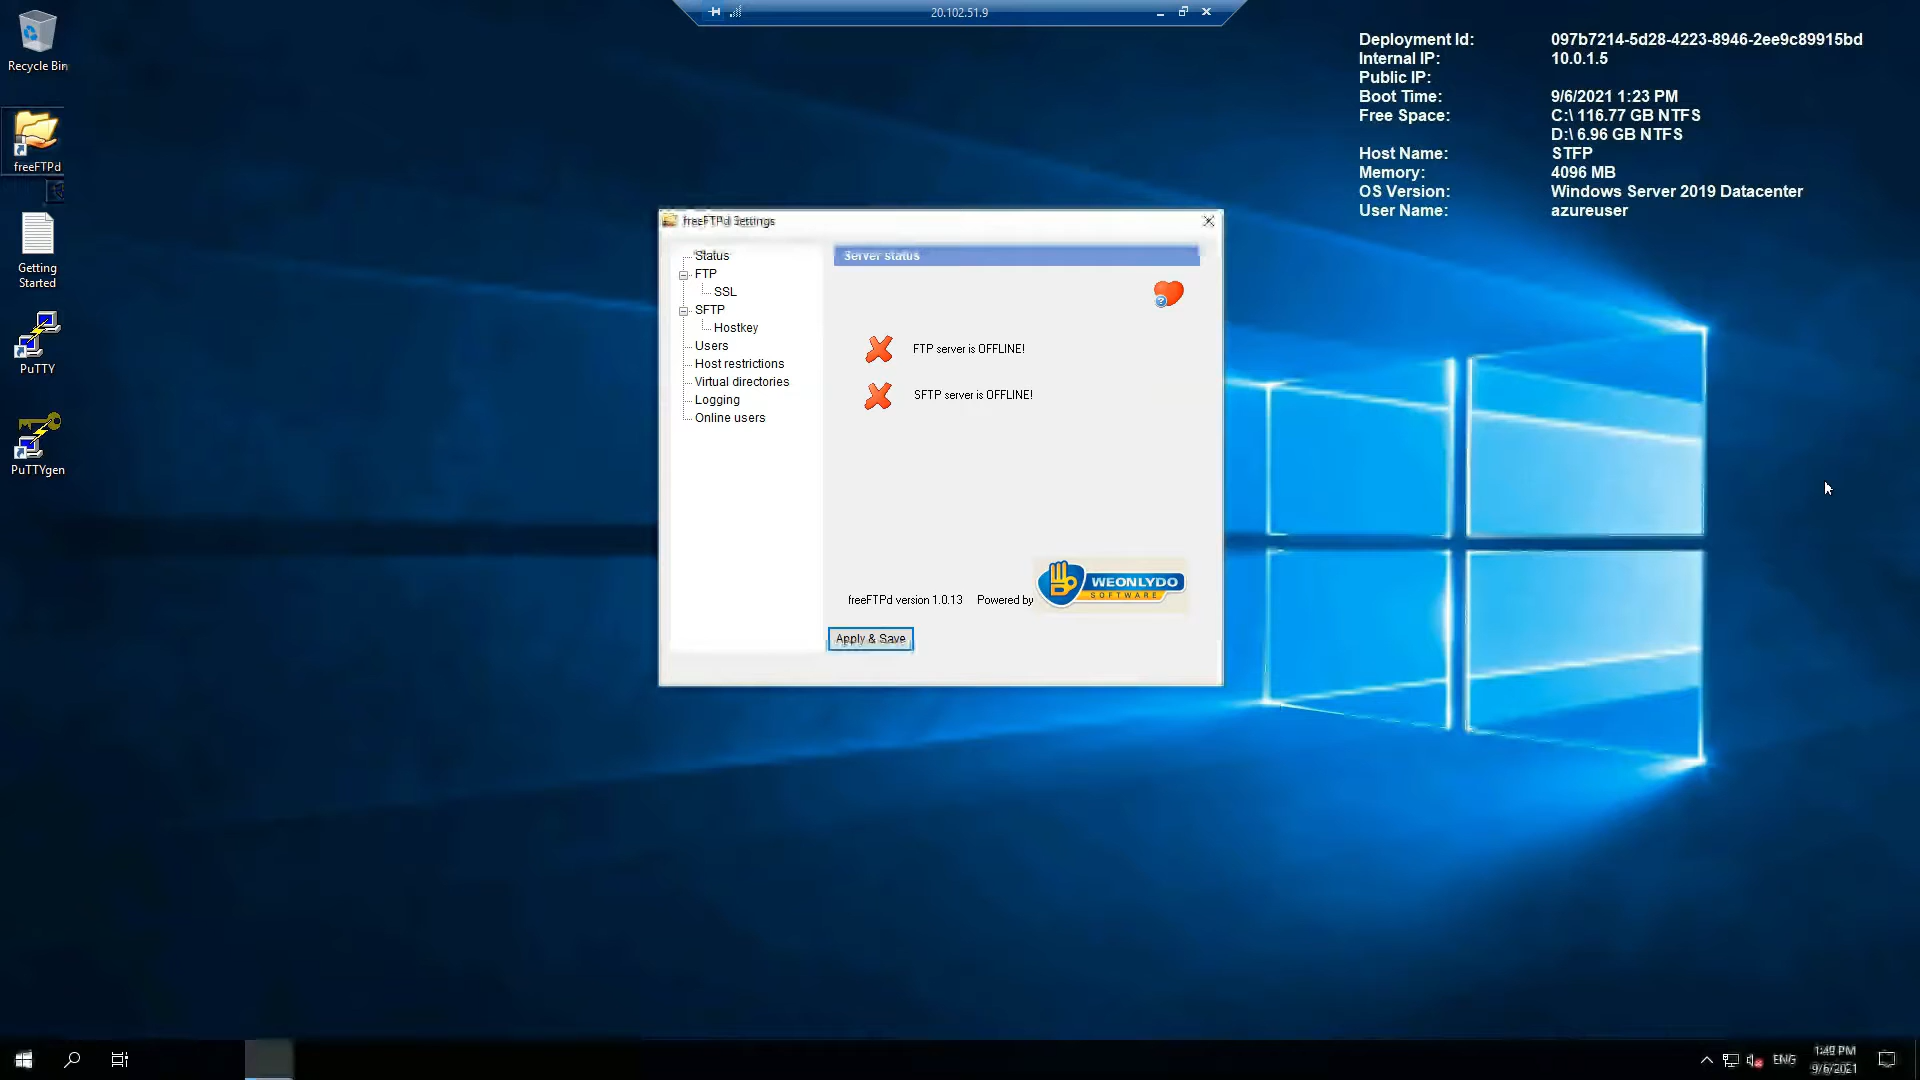 20.102.51.9
Recycle Bin
freeFTPd
Getting
Started
PuTTY
PuTTYgen
Deployment Id: 097b7214-5d28-4223-8946-2ee9c89915bd
Internal IP: 10.0.1.5
Public IP:
Boot Time: 9/6/2021 1:23 PM
Free Space: C:\ 116.77 GB NTFS
D:\ 6.96 GB NTFS
Host Name: STFP
Memory: 4096 MB
OS Version: Windows Server 2019 Datacenter
User Name: azureuser
freeFTPd Settings
Status
FTP
SSL
SFTP
Hostkey
Users
Host restrictions
Virtual directories
Logging
Online users
Server status
FTP server is OFFLINE!
SFTP server is OFFLINE!
WEONLYDO
SOFTWARE
freeFTPd version 1.0.13 Powered by
Apply & Save
ENG
1:49 PM
9/6/2021